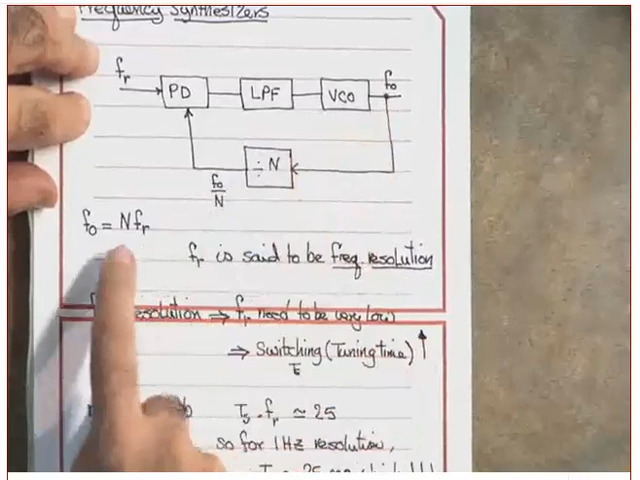 Frequency Synthesizers
fr
PD
LPF
VCO
fo
÷ N
fo/N
fo = Nfr
fr is said to be freq resolution
resolution ⇒ fr need to be very low
⇒ Switching (Tuning time) ↑
Ts . fr ≃ 25
so for 1Hz resolution,